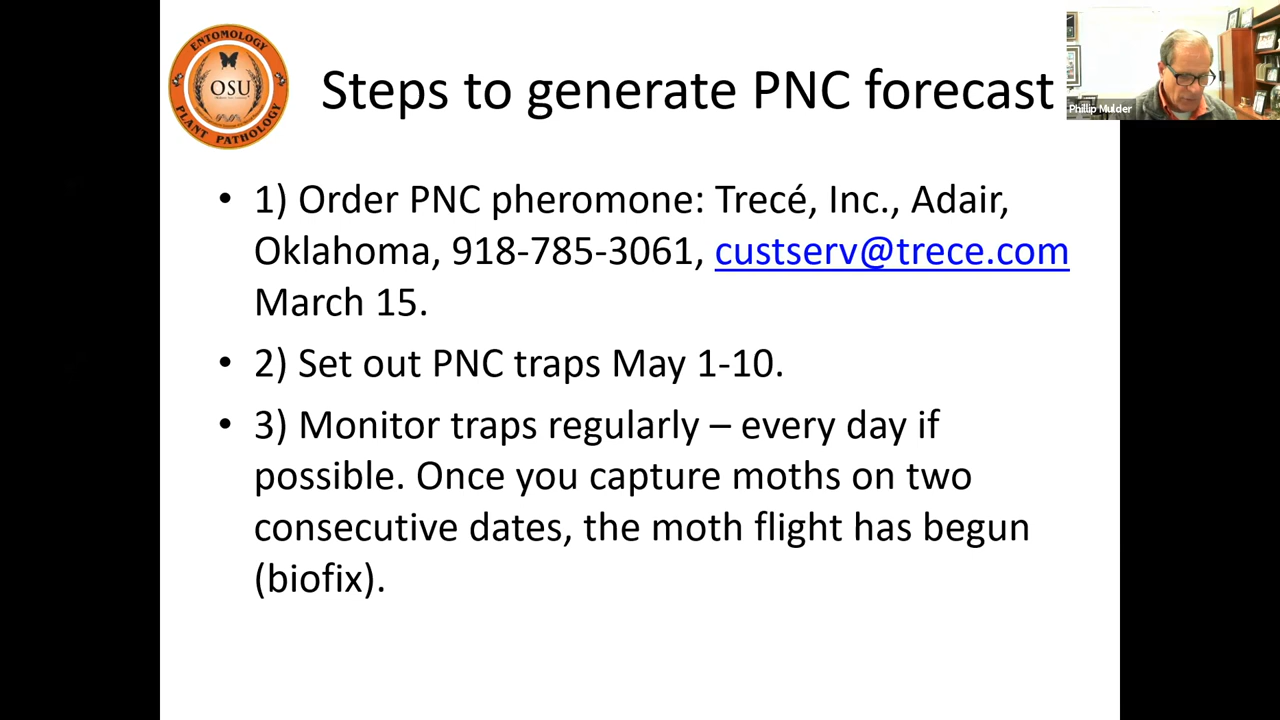 ENTOMOLOGY
OSU
PLANT PATHOLOGY
Steps to generate PNC forecast
Phillip Mulder
• 1) Order PNC pheromone: Trecé, Inc., Adair,
Oklahoma, 918-785-3061, custserv@trece.com
March 15.
• 2) Set out PNC traps May 1-10.
• 3) Monitor traps regularly – every day if
possible. Once you capture moths on two
consecutive dates, the moth flight has begun
(biofix).